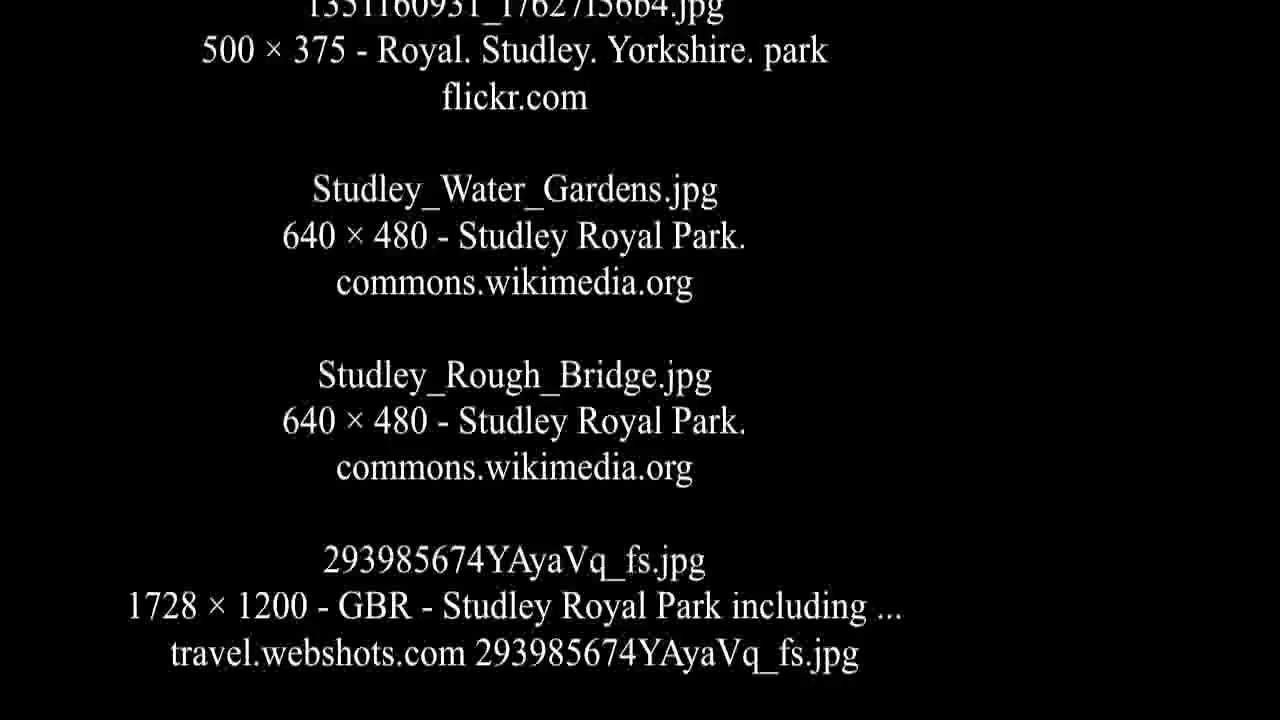 500 × 375 - Royal. Studley. Yorkshire. park
flickr.com
Studley_Water_Gardens.jpg
640 × 480 - Studley Royal Park.
commons.wikimedia.org
Studley_Rough_Bridge.jpg
640 × 480 - Studley Royal Park.
commons.wikimedia.org
293985674YAyaVq_fs.jpg
1728 × 1200 - GBR - Studley Royal Park including ...
travel.webshots.com 293985674YAyaVq_fs.jpg